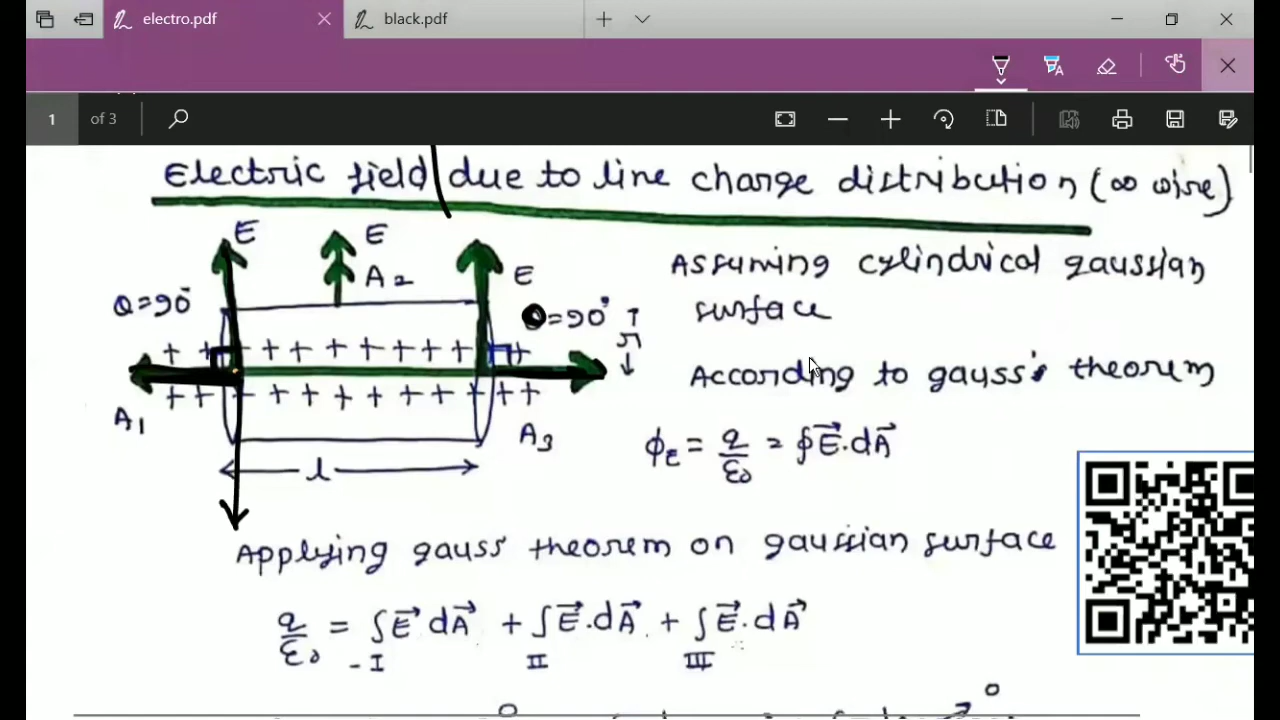 electro.pdf
black.pdf
1 of 3
Electric field due to line charge distribution (∞ wire)
E
E
A2
E
Q=90°
=90°
r
Assuming cylindrical gaussian
surface
+ + + + + + + + +
According to gauss's theorem
+ + + + + + + + + +
A1
A3
l
ϕE = q/ε0 = ∮E⃗.dA⃗
Applying gauss theorem on gaussian surface
q/ε0 = ∫E⃗ dA⃗ + ∫E⃗.dA⃗ + ∫E⃗.dA⃗
I II III
0 0